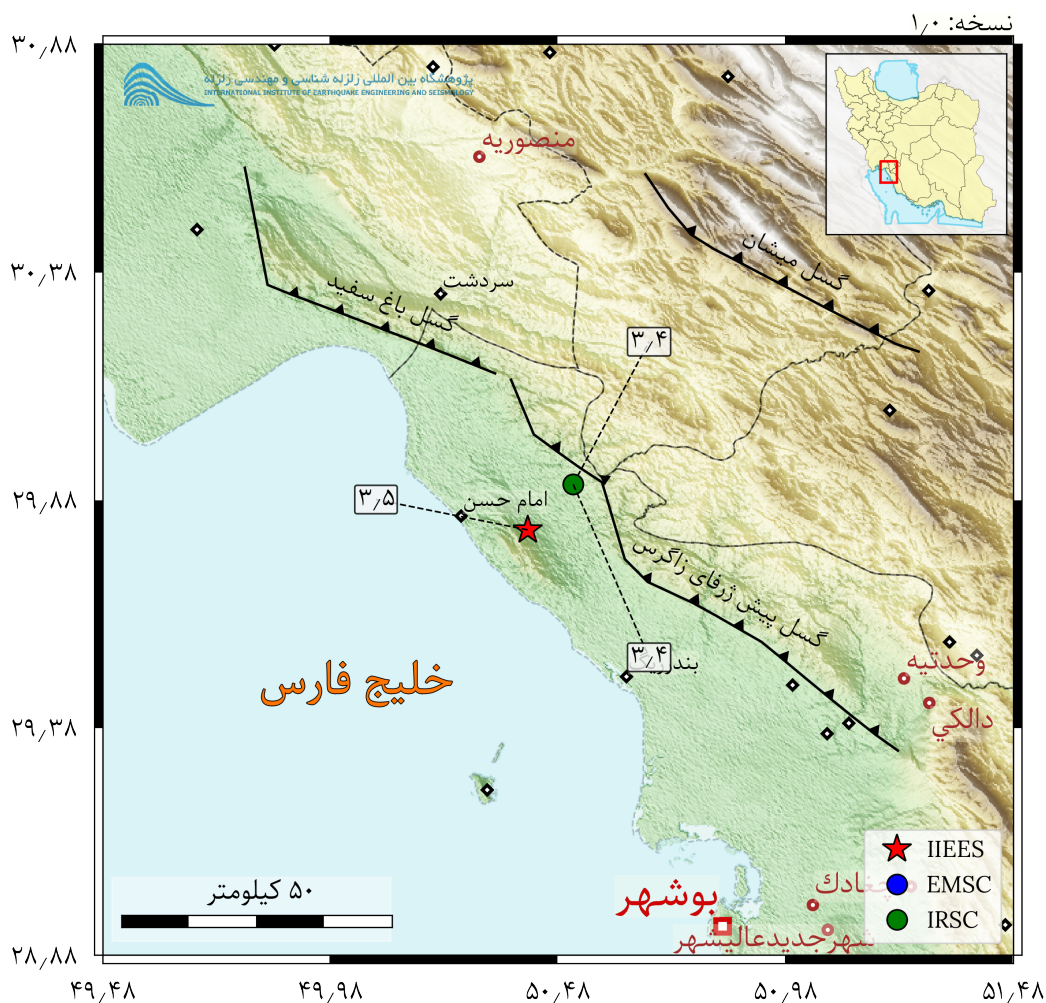 نسخه: ۱٫۰
پژوهشگاه بین المللی زلزله شناسی و مهندسی زلزله
INTERNATIONAL INSTITUTE OF EARTHQUAKE ENGINEERING AND SEISMOLOGY
۳۰٫۸۸
منصوریه
گسل میشان
۳۰٫۳۸
سردشت
گسل باغ سفید
۳٫۴
۲۹٫۸۸
۳٫۵
امام حسن
گسل پیش ژرفای زاگرس
۳٫۴
وحدتیه
خلیج فارس
دالکي
۲۹٫۳۸
IIEES
EMSC
IRSC
۵۰ کیلومتر
بوشهر
چغادك
شهرجدیدعالیشهر
۲۸٫۸۸
۴۹٫۴۸
۴۹٫۹۸
۵۰٫۴۸
۵۰٫۹۸
۵۱٫۴۸